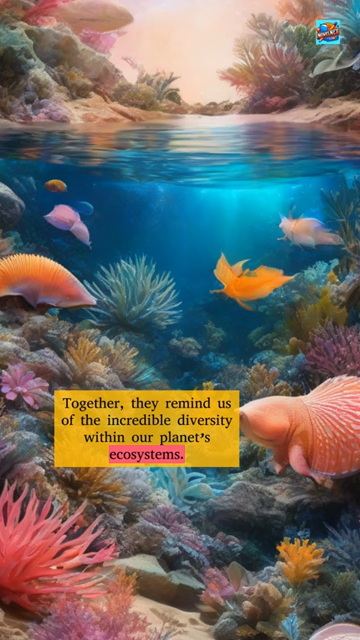 Together, they remind us
of the incredible diversity
within our planet's
ecosystems.